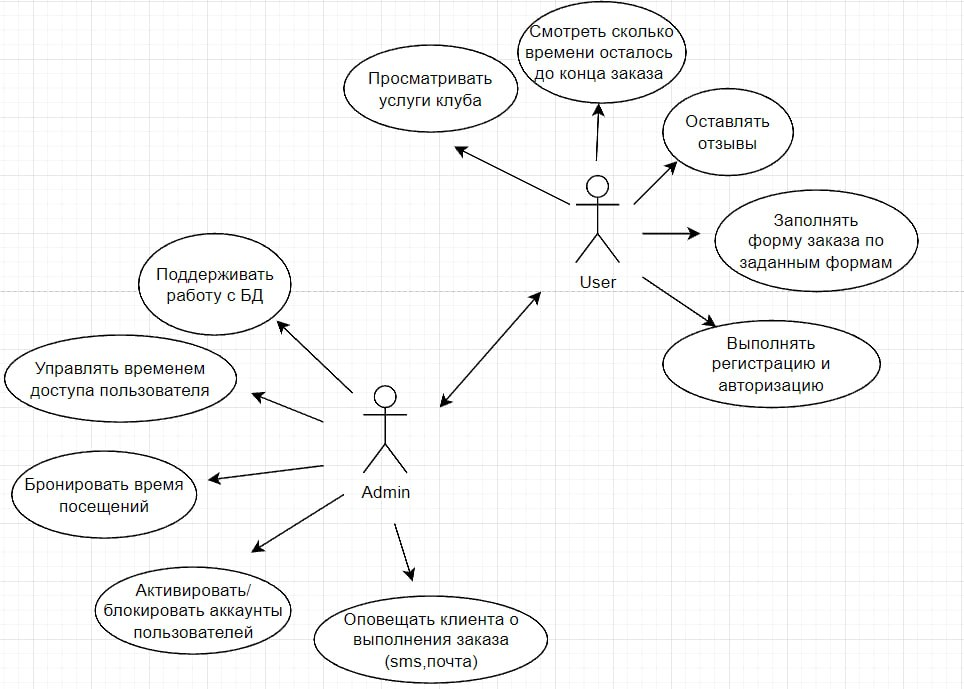 Смотреть сколько
времени осталось
до конца заказа
Просматривать
услуги клуба
Оставлять
отзывы
Заполнять
форму заказа по
заданным формам
User
Выполнять
регистрацию и
авторизацию
Поддерживать
работу с БД
Управлять временем
доступа пользователя
Бронировать время
посещений
Admin
Активировать/
блокировать аккаунты
пользователей
Оповещать клиента о
выполнения заказа
(sms,почта)